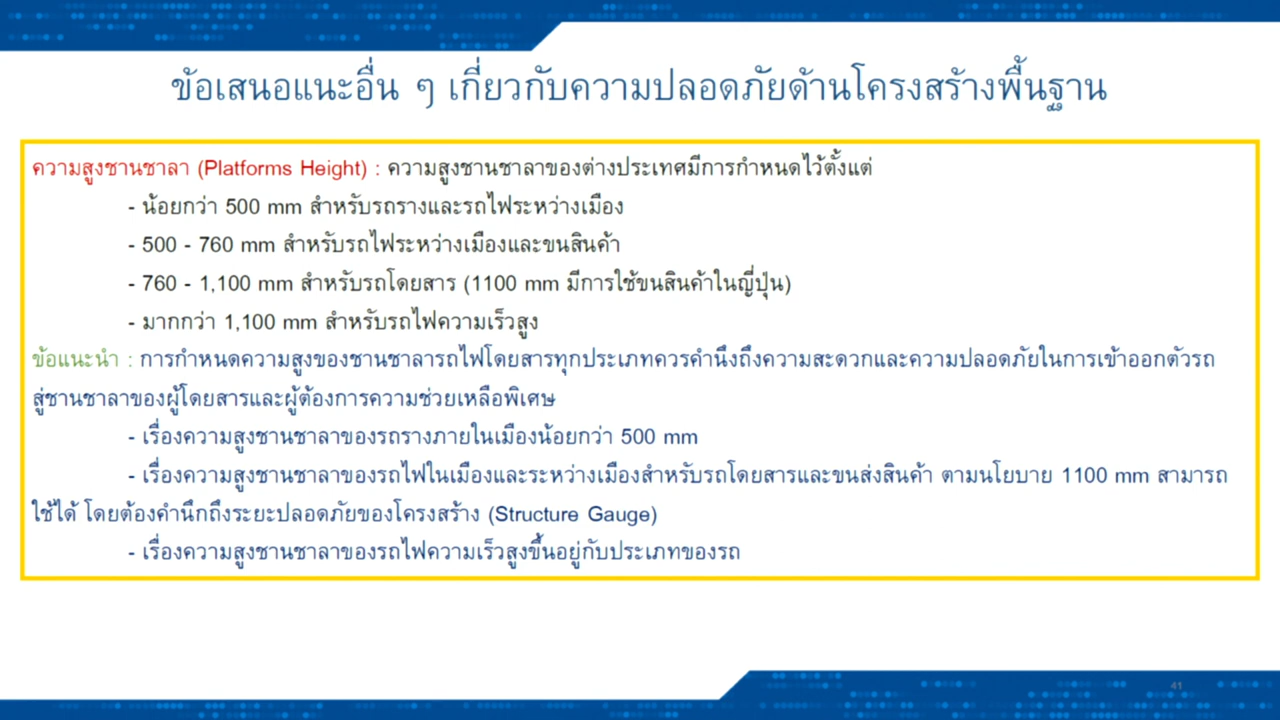 ข้อเสนอแนะอื่น ๆ เกี่ยวกับความปลอดภัยด้านโครงสร้างพื้นฐาน
ความสูงชานชาลา (Platforms Height) : ความสูงชานชาลาของต่างประเทศมีการกำหนดไว้ตั้งแต่
- น้อยกว่า 500 mm สำหรับรถรางและรถไฟระหว่างเมือง
- 500 - 760 mm สำหรับรถไฟระหว่างเมืองและขนสินค้า
- 760 - 1,100 mm สำหรับรถโดยสาร (1100 mm มีการใช้ขนสินค้าในญี่ปุ่น)
- มากกว่า 1,100 mm สำหรับรถไฟความเร็วสูง
ข้อแนะนำ : การกำหนดความสูงของชานชาลารถไฟโดยสารทุกประเภทควรคำนึงถึงความสะดวกและความปลอดภัยในการเข้าออกตัวรถ
สู่ชานชาลาของผู้โดยสารและผู้ต้องการความช่วยเหลือพิเศษ
- เรื่องความสูงชานชาลาของรถรางภายในเมืองน้อยกว่า 500 mm
- เรื่องความสูงชานชาลาของรถไฟในเมืองและระหว่างเมืองสำหรับรถโดยสารและขนส่งสินค้า ตามนโยบาย 1100 mm สามารถ
ใช้ได้ โดยต้องคำนึกถึงระยะปลอดภัยของโครงสร้าง (Structure Gauge)
- เรื่องความสูงชานชาลาของรถไฟความเร็วสูงขึ้นอยู่กับประเภทของรถ
41